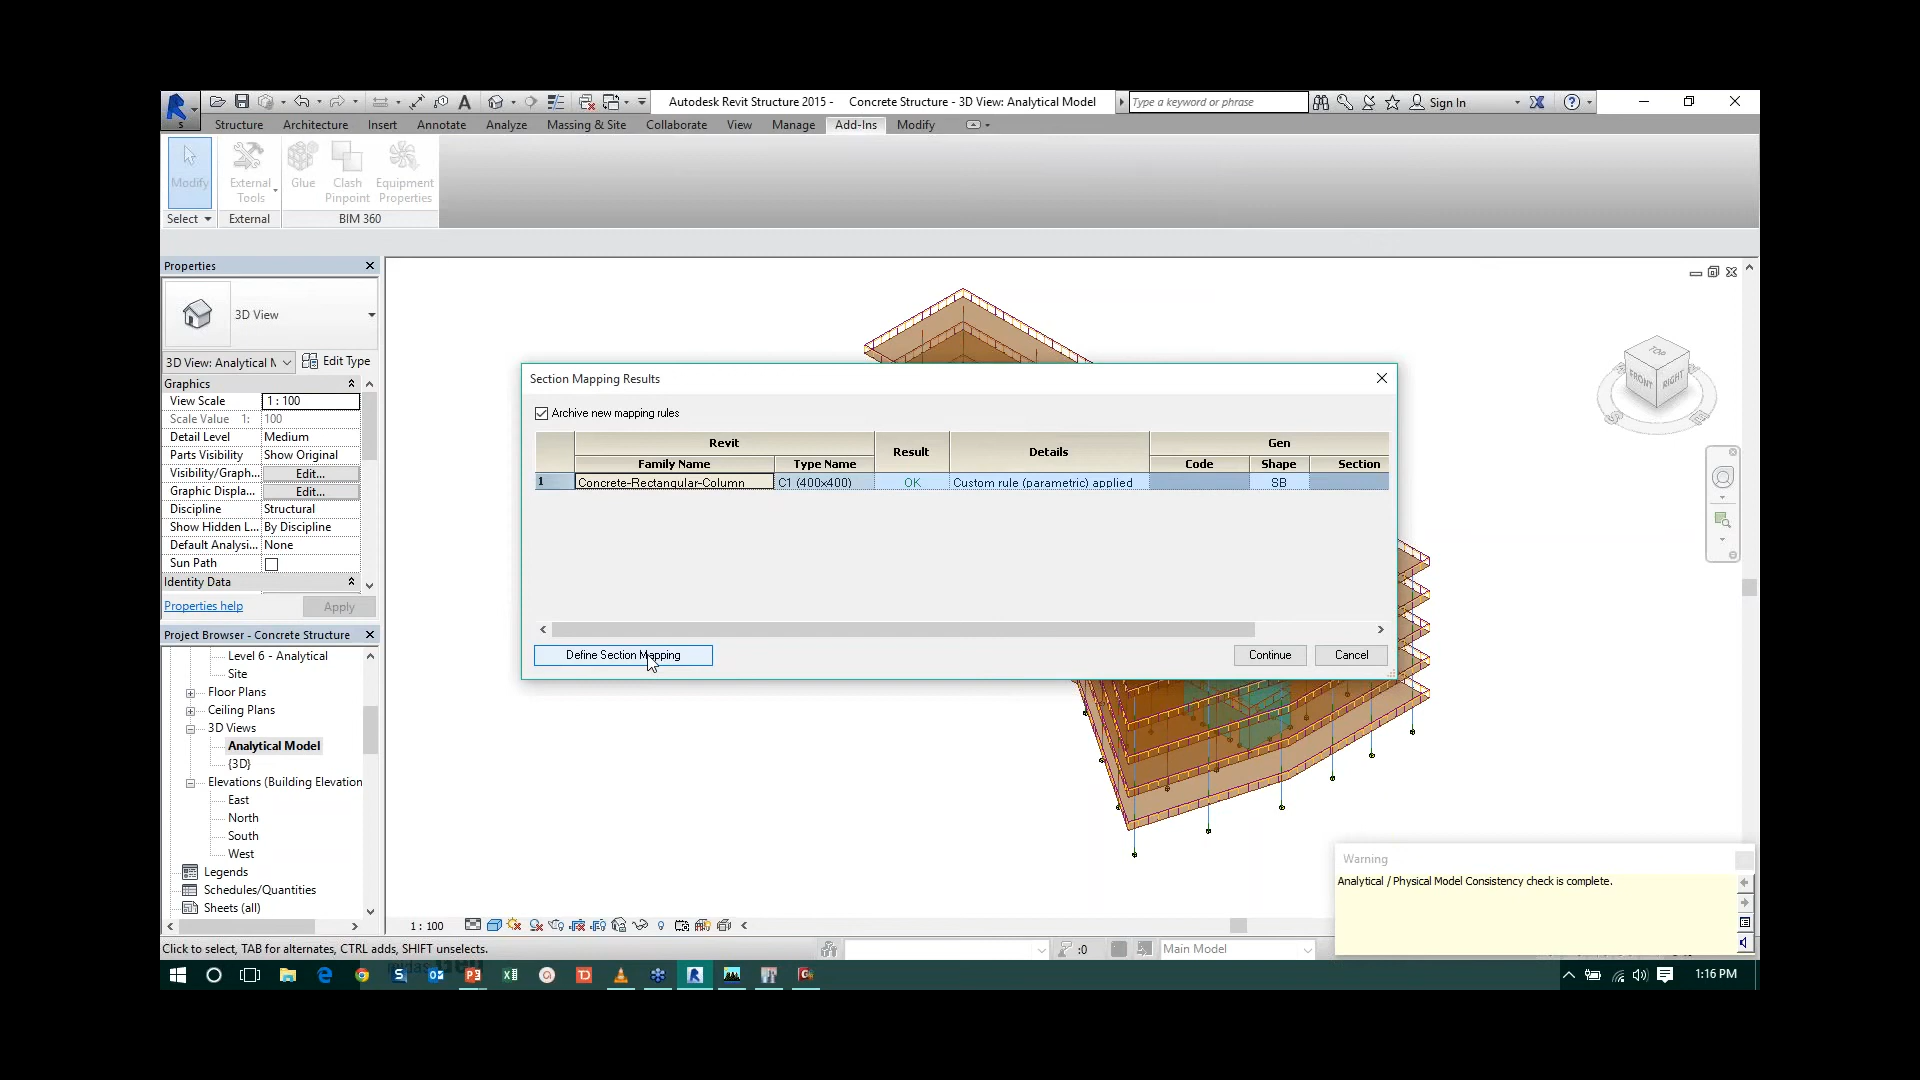 Autodesk Revit Structure 2015 - Concrete Structure - 3D View: Analytical Model
Type a keyword or phrase
Sign In
Structure Architecture Insert Annotate Analyze Massing & Site Collaborate View Manage Add-Ins Modify
Modify
External Tools
Glue
Clash Pinpoint
Equipment Properties
Select
External
BIM 360
Properties
3D View
3D View: Analytical M
Edit Type
Graphics
View Scale 1 : 100
Scale Value 1: 100
Detail Level Medium
Parts Visibility Show Original
Visibility/Graph... Edit...
Graphic Displa... Edit...
Discipline Structural
Show Hidden L... By Discipline
Default Analysi... None
Sun Path
Identity Data
Properties help
Apply
Project Browser - Concrete Structure
Level 6 - Analytical
Site
Floor Plans
Ceiling Plans
3D Views
Analytical Model
{3D}
Elevations (Building Elevation
East
North
South
West
Legends
Schedules/Quantities
Sheets (all)
Section Mapping Results
Archive new mapping rules
Revit Result Details Gen
Family Name Type Name Code Shape Section
1 Concrete-Rectangular-Column C1 (400x400) OK Custom rule (parametric) applied SB
Define Section Mapping
Continue
Cancel
TOP
FRONT
RIGHT
S
E
Warning
Analytical / Physical Model Consistency check is complete.
1 : 100
Click to select, TAB for alternates, CTRL adds, SHIFT unselects.
:0
Main Model
1:16 PM